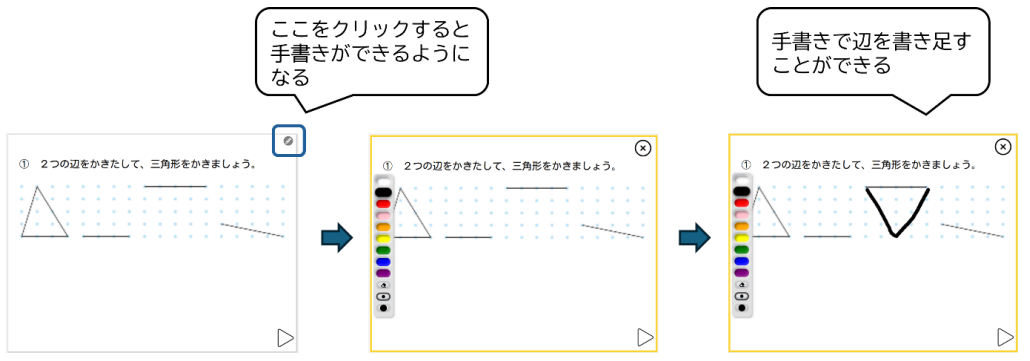 ここをクリックすると
手書きができるように
なる
手書きで辺を書き足す
ことができる
① ２つの辺をかきたして、三角形をかきましょう。
① ２つの辺をかきたして、三角形をかきましょう。
① ２つの辺をかきたして、三角形をかきましょう。